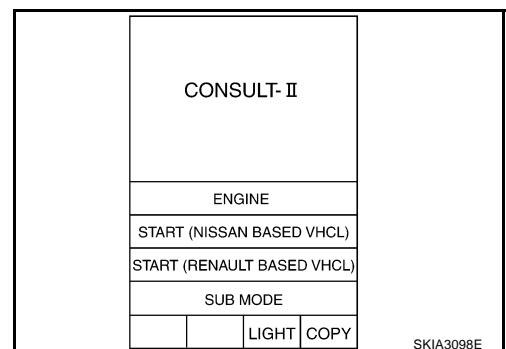 CONSULT-Ⅱ
ENGINE
START (NISSAN BASED VHCL)
START (RENAULT BASED VHCL)
SUB MODE
LIGHT COPY
SKIA3098E